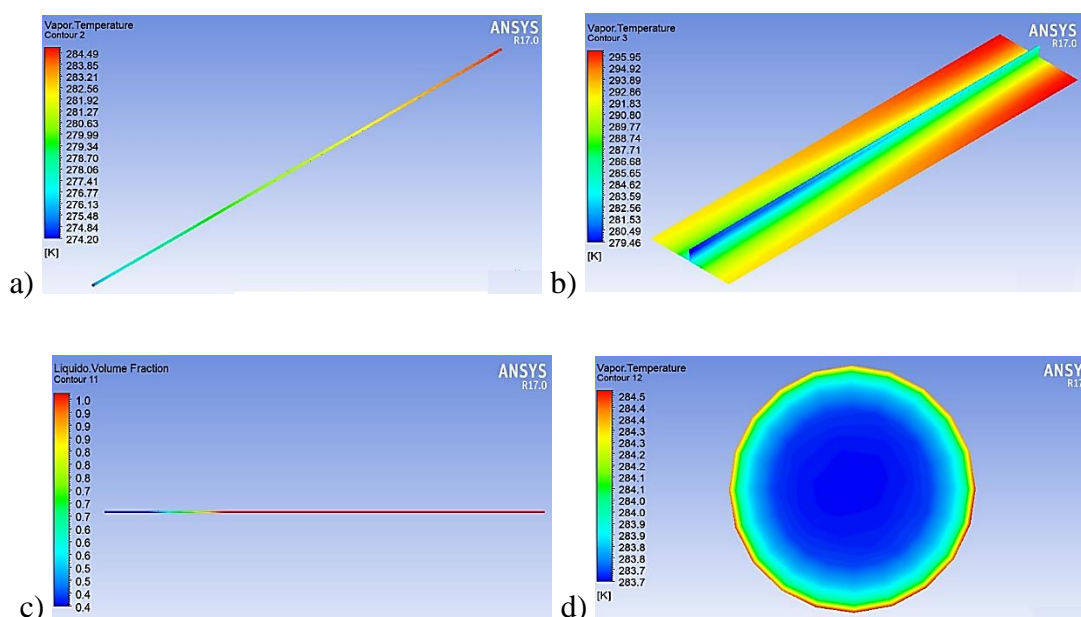 Vapor.Temperature
Contour 2
284.49
283.85
283.21
282.56
281.92
281.27
280.63
279.99
279.34
278.70
278.06
277.41
276.77
276.13
275.48
274.84
274.20
[K]
ANSYS
R17.0
a)
Vapor.Temperature
Contour 3
295.95
294.92
293.89
292.86
291.83
290.80
289.77
288.74
287.71
286.68
285.65
284.62
283.59
282.56
281.53
280.49
279.46
[K]
ANSYS
R17.0
b)
Liquido.Volume Fraction
Contour 11
1.0
0.9
0.9
0.9
0.8
0.8
0.7
0.7
0.7
0.6
0.6
0.5
0.5
0.4
ANSYS
R17.0
c)
Vapor.Temperature
Contour 12
284.5
284.4
284.4
284.3
284.3
284.2
284.1
284.1
284.0
284.0
283.9
283.9
283.8
283.8
283.7
283.7
[K]
ANSY
R17
d)